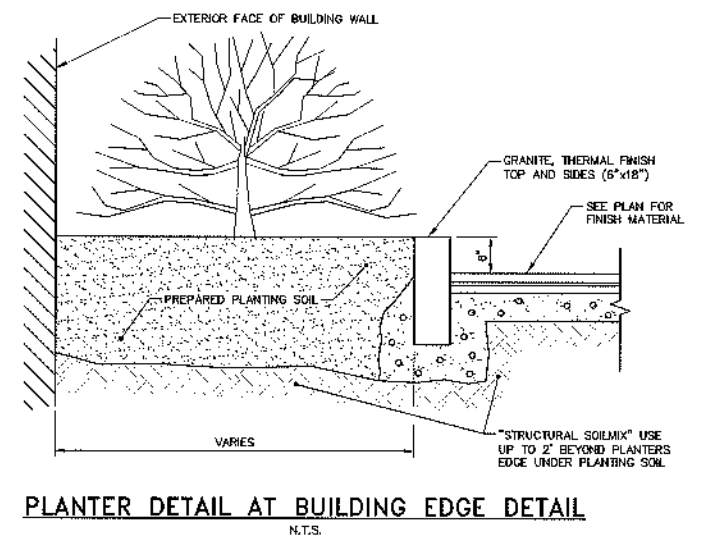 EXTERIOR FACE OF BUILDING WALL
GRANITE, THERMAL FINISH
TOP AND SIDES (6"x18")
SEE PLAN FOR
FINISH MATERIAL
6"
PREPARED PLANTING SOIL
"STRUCTURAL SOILMIX" USE
UP TO 2' BEYOND PLANTERS
EDGE UNDER PLANTING SOIL
VARIES
PLANTER DETAIL AT BUILDING EDGE DETAIL
N.T.S.